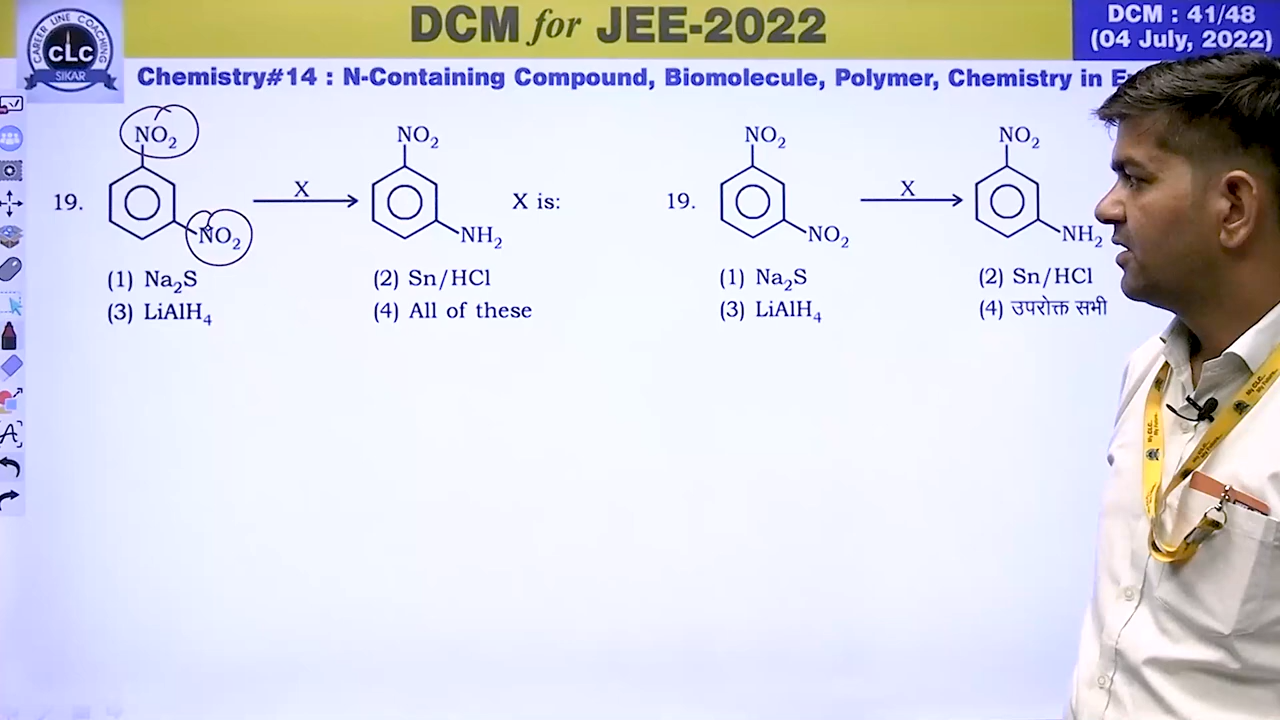 CAREER LINE COACHING
CLC
SIKAR
DCM for JEE-2022
DCM : 41/48
(04 July, 2022)
Chemistry#14 : N-Containing Compound, Biomolecule, Polymer, Chemistry in
NO₂
NO₂
19.
X
NO₂
NH₂
X is:
(1) Na₂S
(2) Sn/HCl
(3) LiAlH₄
(4) All of these
NO₂
NO₂
19.
X
NO₂
NH₂
(1) Na₂S
(2) Sn/HCl
(3) LiAlH₄
(4) उपरोक्त सभी